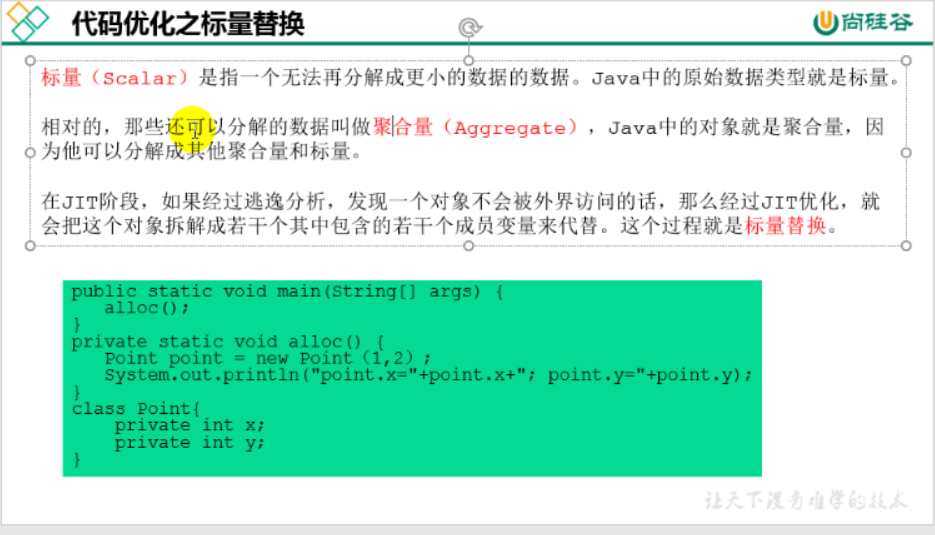 代码优化之标量替换
尚硅谷
标量（Scalar）是指一个无法再分解成更小的数据的数据。Java中的原始数据类型就是标量。
相对的，那些还可以分解的数据叫做聚合量（Aggregate），Java中的对象就是聚合量，因
为他可以分解成其他聚合量和标量。
在JIT阶段，如果经过逃逸分析，发现一个对象不会被外界访问的话，那么经过JIT优化，就
会把这个对象拆解成若干个其中包含的若干个成员变量来代替。这个过程就是标量替换。
public static void main(String[] args) {
alloc();
}
private static void alloc() {
Point point = new Point（1,2）;
System.out.println("point.x="+point.x+"; point.y="+point.y);
}
class Point{
private int x;
private int y;
}
让天下没有难学的技术